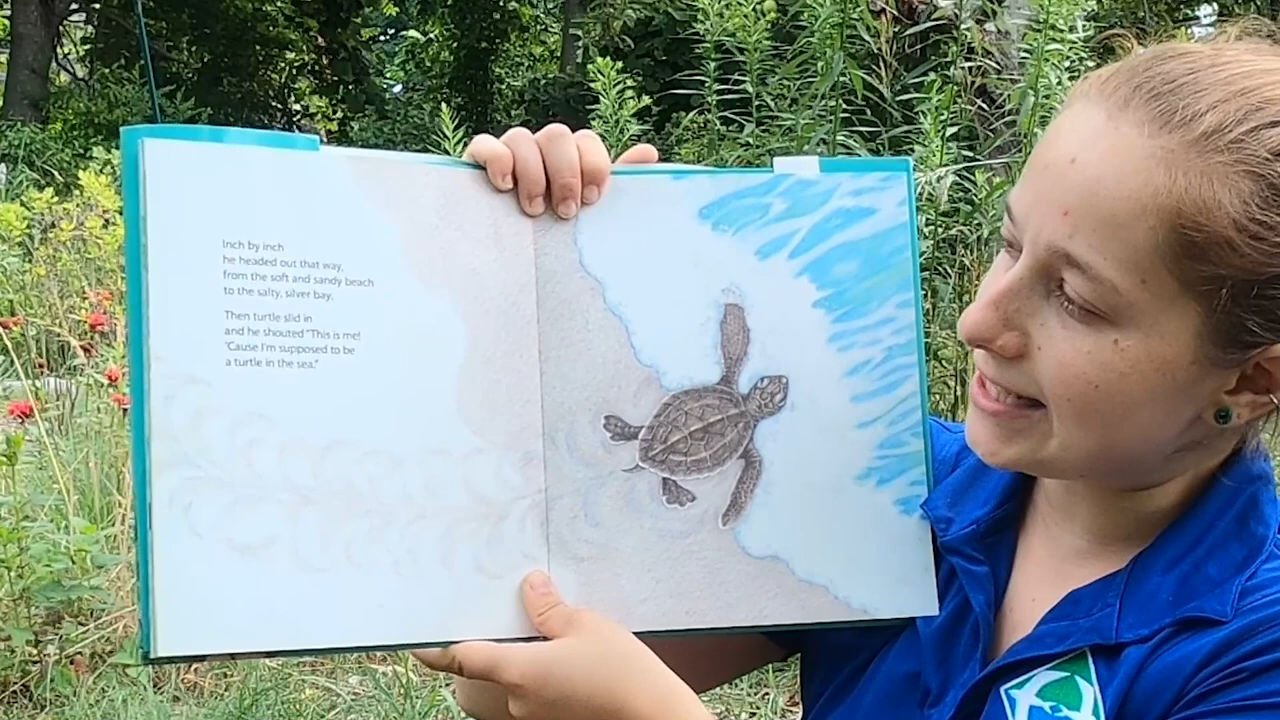 Inch by inch
he headed out that way,
from the soft and sandy beach
to the salty, silver bay.
Then turtle slid in
and he shouted "This is me!
'Cause I'm supposed to be
a turtle in the sea."